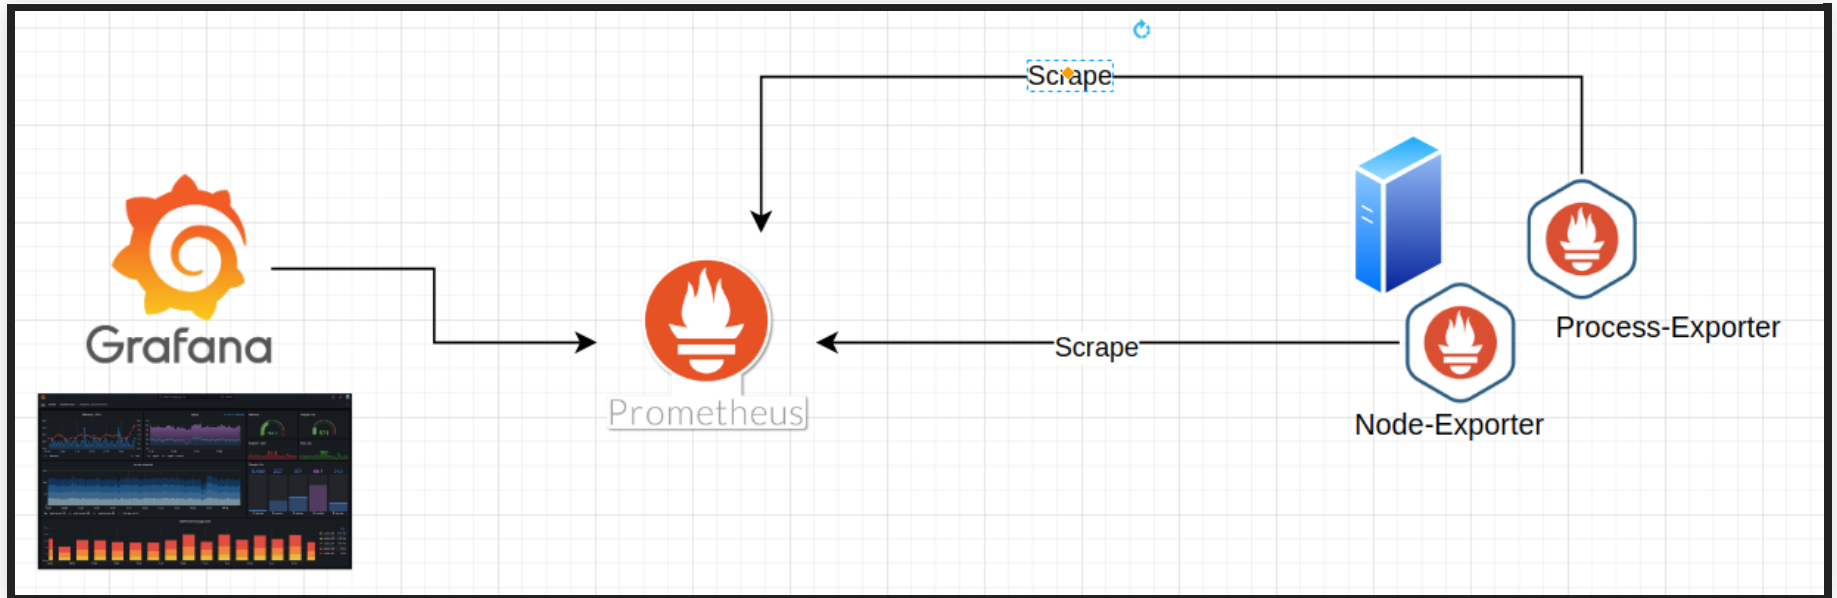 Scrape
Grafana
Scrape
Process-Exporter
Prometheus
Node-Exporter